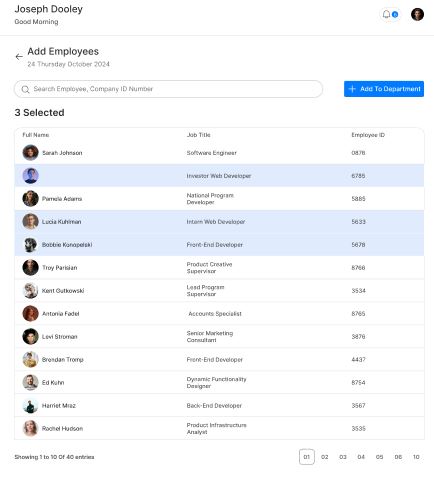 Joseph Dooley
Good Morning
Add Employees
24 Thursday October 2024
Search Employee, Company ID Number
Add To Department
3 Selected
Full Name Job Title Employee ID
Sarah Johnson Software Engineer 0876
Investor Web Developer 6785
Pamela Adams National Program Developer 5885
Lucia Kuhlman Intern Web Developer 5633
Bobbie Konopelski Front-End Developer 5678
Troy Parisian Product Creative Supervisor 8766
Kent Gutkowski Lead Program Supervisor 3534
Antonia Fadel Accounts Specialist 8765
Levi Stroman Senior Marketing Consultant 3876
Brendan Tromp Front-End Developer 4437
Ed Kuhn Dynamic Functionality Designer 8754
Harriet Mraz Back-End Developer 3567
Rachel Hudson Product Infrastructure Analyst 3535
Showing 1 to 10 Of 40 entries 01 02 03 04 05 06 10